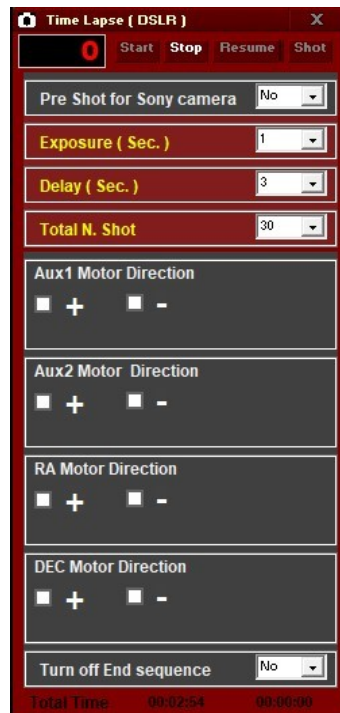 Time Lapse ( DSLR ) X
0 Start Stop Resume Shot
Pre Shot for Sony camera No
Exposure ( Sec. ) 1
Delay ( Sec. ) 3
Total N. Shot 30
Aux1 Motor Direction
+ -
Aux2 Motor Direction
+ -
RA Motor Direction
+ -
DEC Motor Direction
+ -
Turn off End sequence No
Total Time 00:02:54 00:00:00